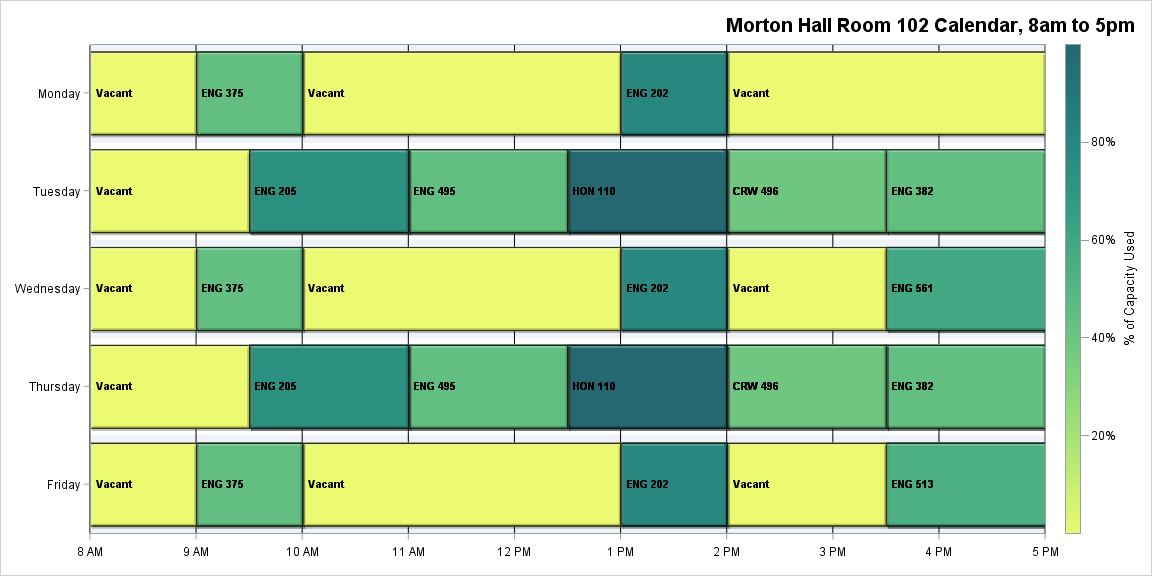 Morton Hall Room 102 Calendar, 8am to 5pm
Monday
Vacant
ENG 375
Vacant
ENG 202
Vacant
Tuesday
Vacant
ENG 205
ENG 495
HON 110
CRW 496
ENG 382
Wednesday
Vacant
ENG 375
Vacant
ENG 202
Vacant
ENG 561
Thursday
Vacant
ENG 205
ENG 495
HON 110
CRW 496
ENG 382
Friday
Vacant
ENG 375
Vacant
ENG 202
Vacant
ENG 513
8 AM
9 AM
10 AM
11 AM
12 PM
1 PM
2 PM
3 PM
4 PM
5 PM
80%
60%
40%
20%
% of Capacity Used